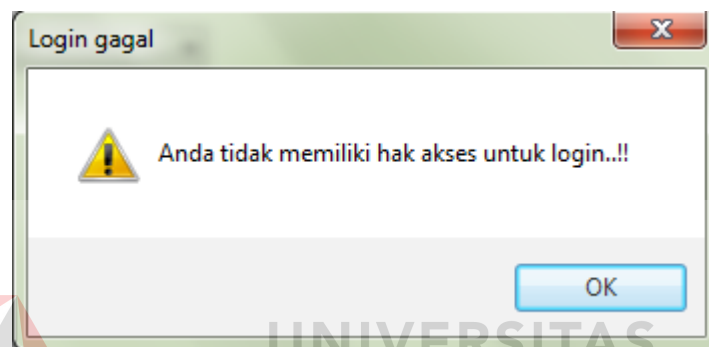 Login gagal
Anda tidak memiliki hak akses untuk login..!!
OK
UNIVERSITAS